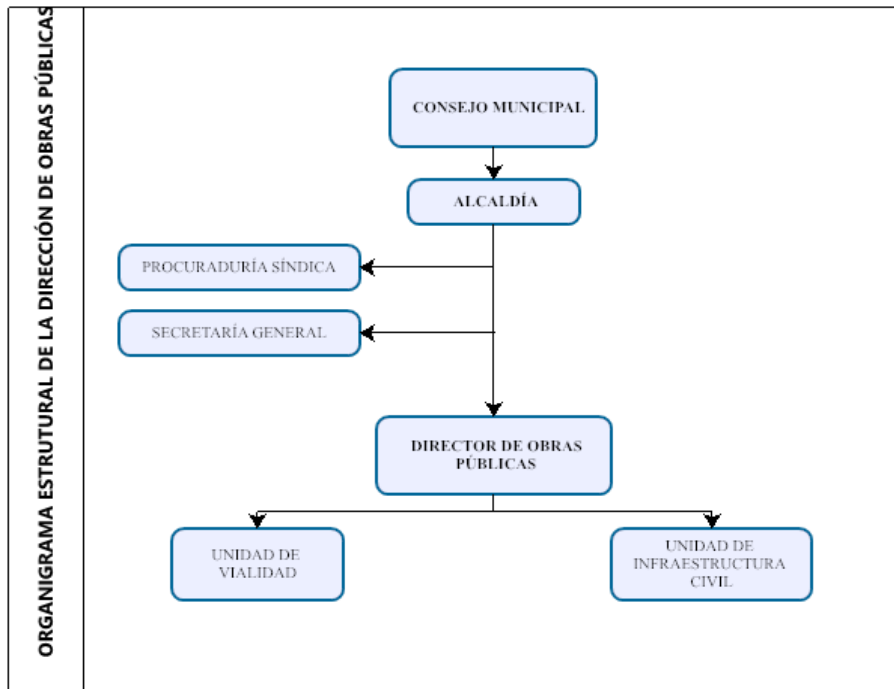 ORGANIGRAMA ESTRUTURAL DE LA DIRECCIÓN DE OBRAS PÚBLICAS
CONSEJO MUNICIPAL
ALCALDÍA
PROCURADURÍA SÍNDICA
SECRETARÍA GENERAL
DIRECTOR DE OBRAS
PÚBLICAS
UNIDAD DE
VIALIDAD
UNIDAD DE
INFRAESTRUCTURA
CIVIL